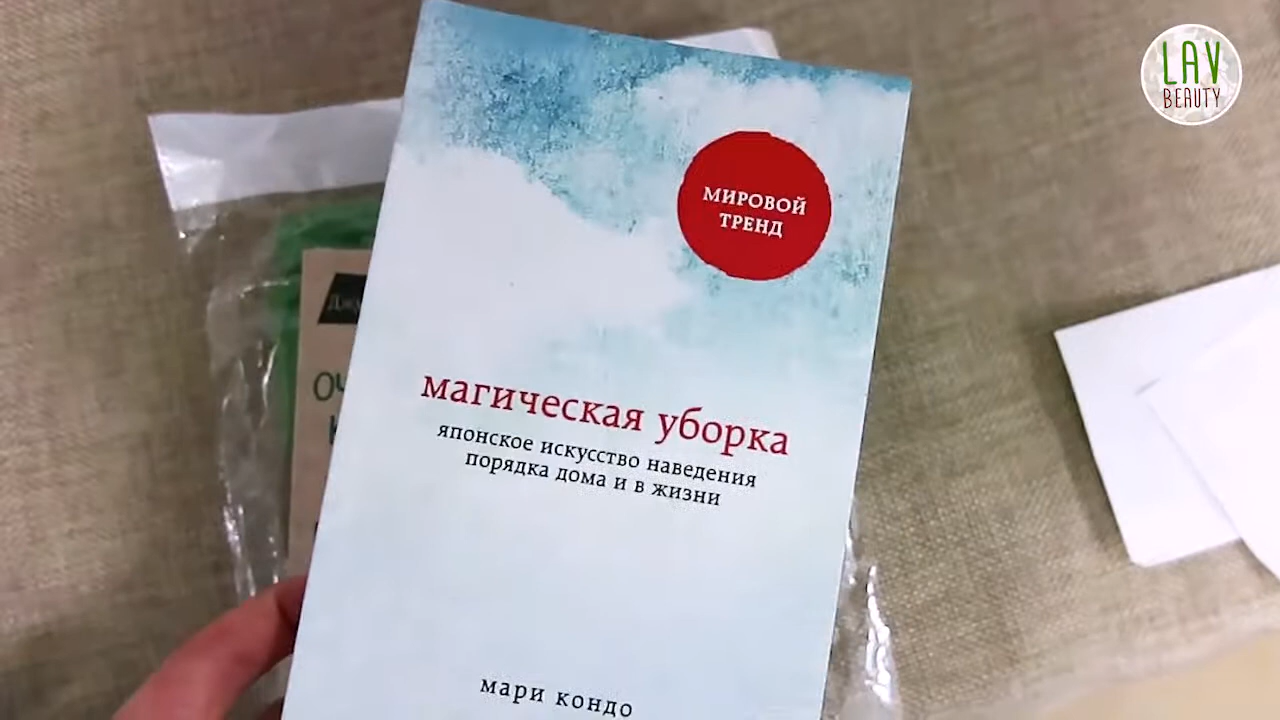 LAV
BEAUTY
МИРОВОЙ
ТРЕНД
магическая уборка
японское искусство наведения
порядка дома и в жизни
мари кондо